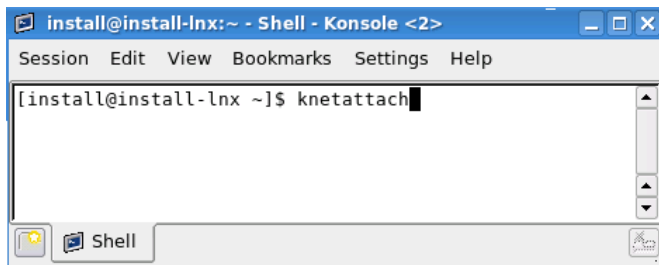 install@install-lnx:~ - Shell - Konsole <2>
Session Edit View Bookmarks Settings Help
[install@install-lnx ~]$ knetattach
Shell